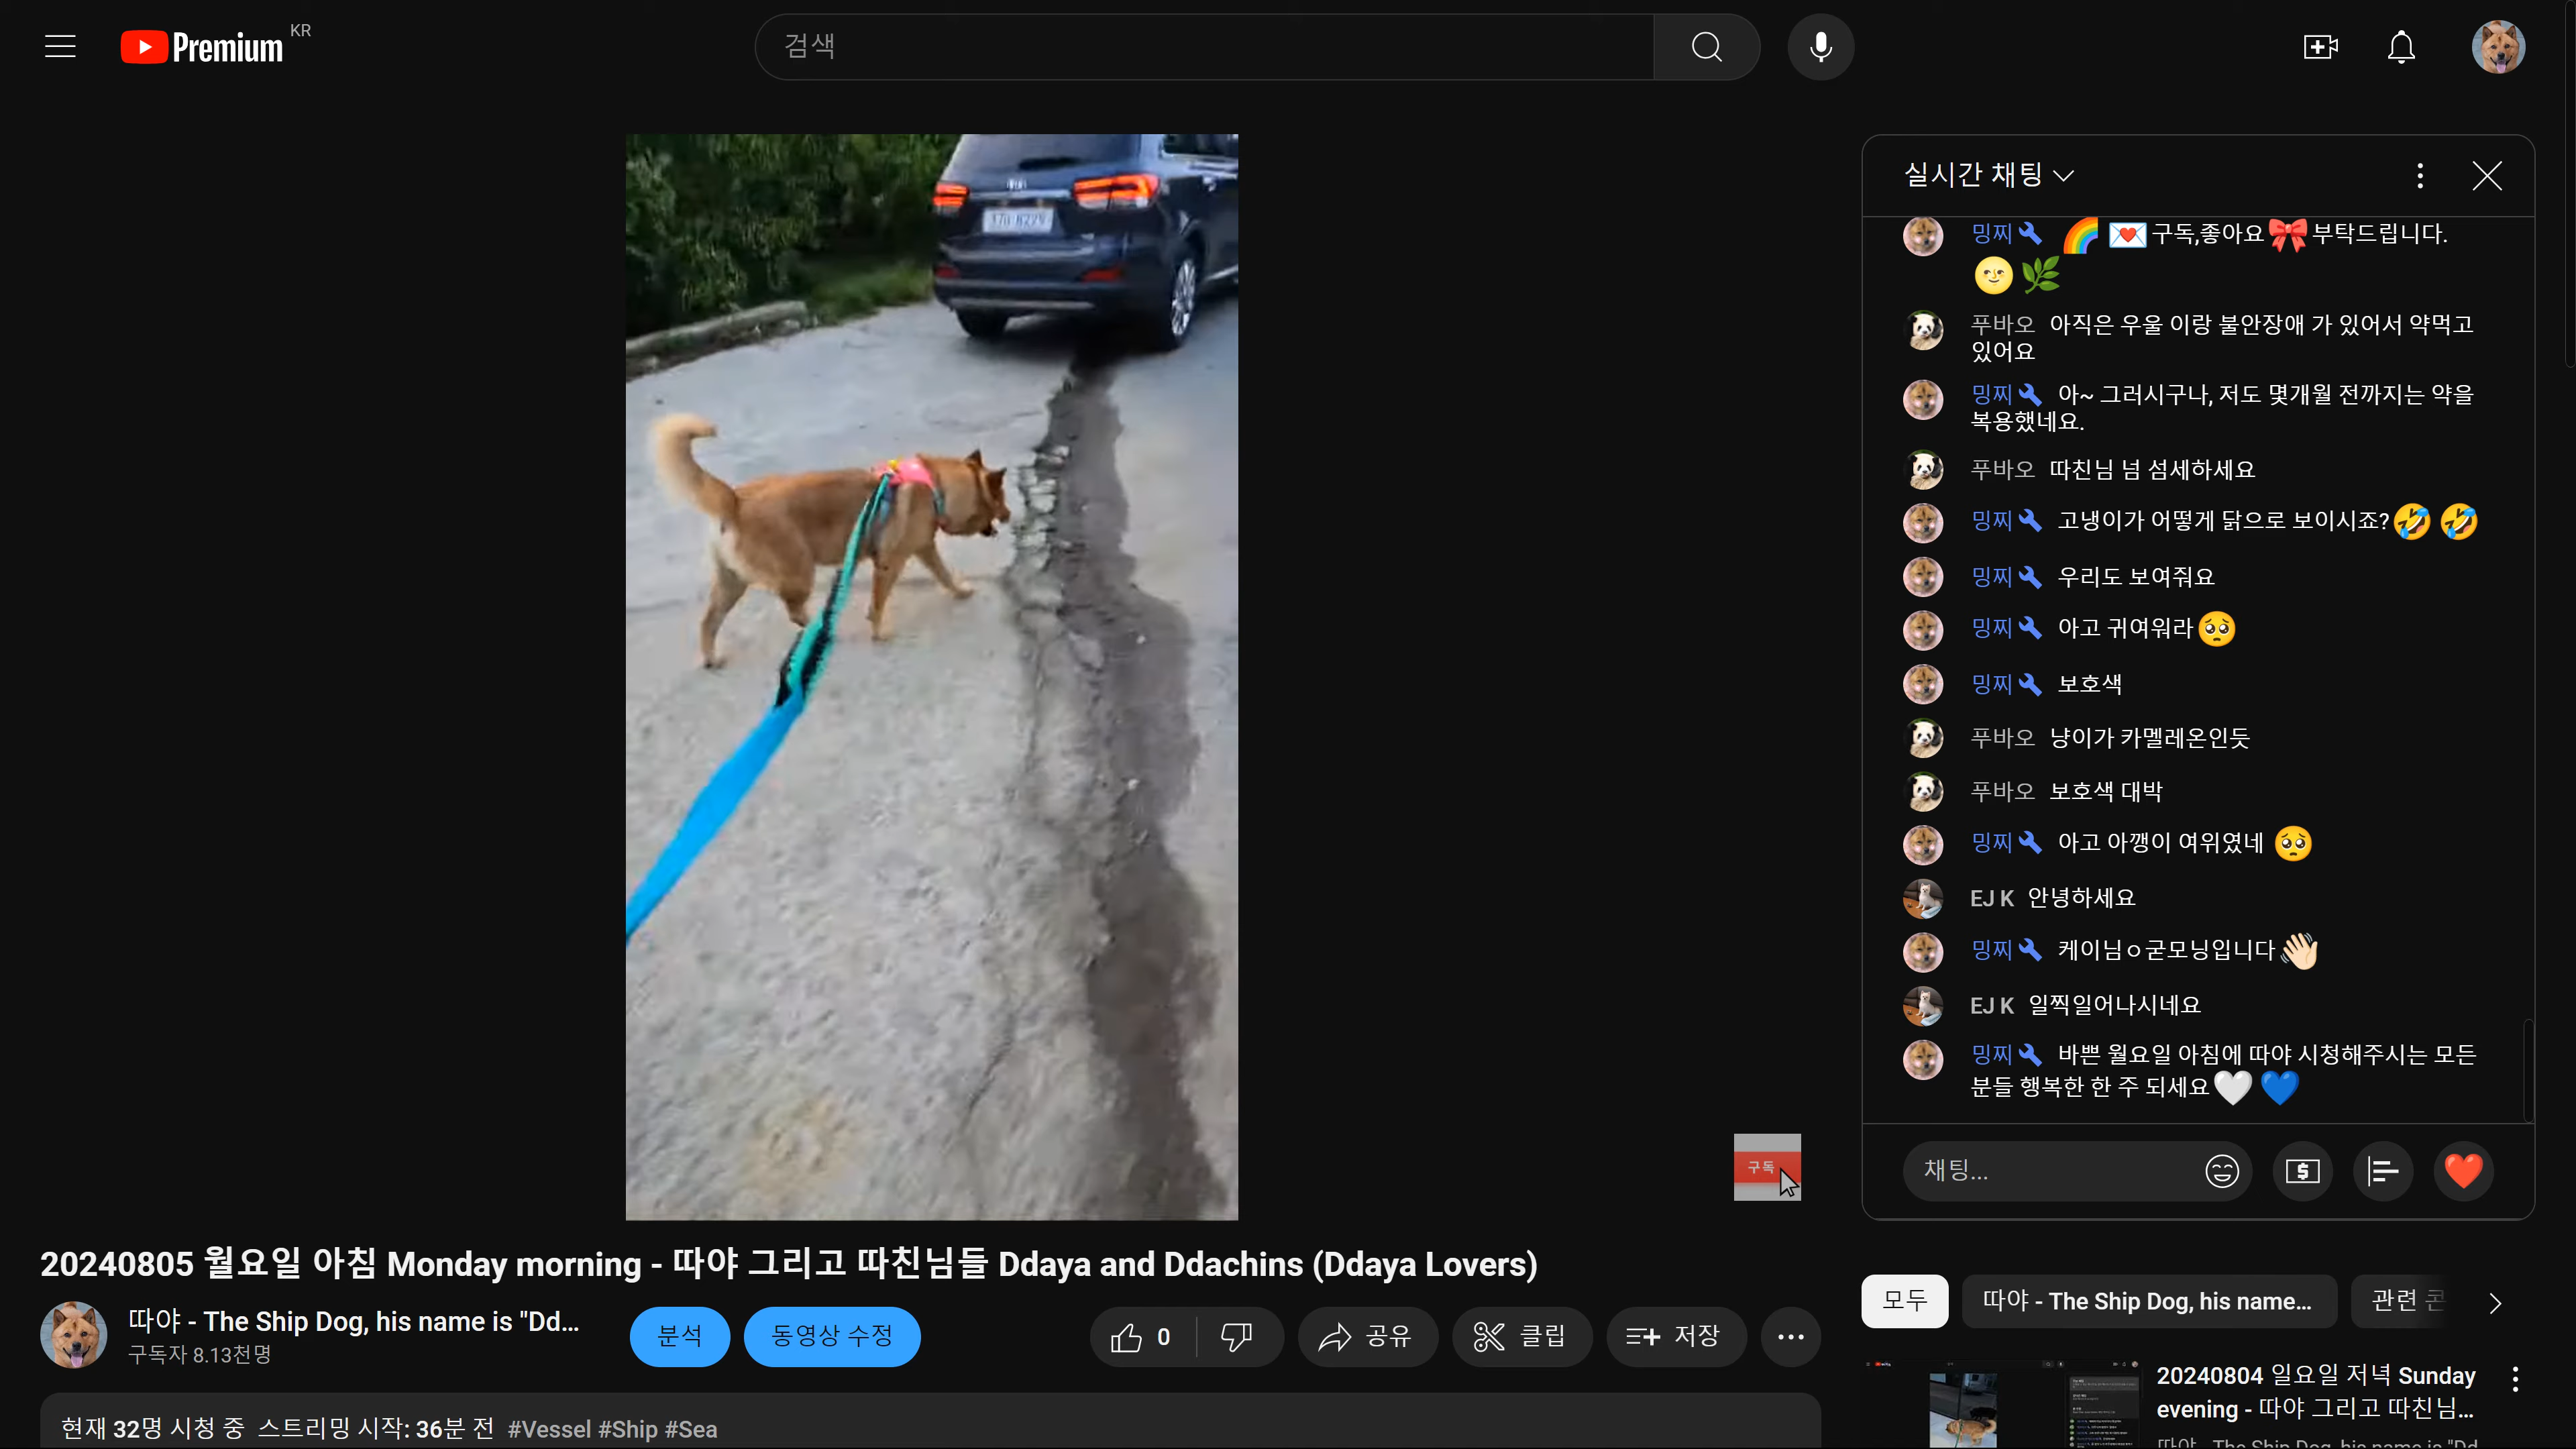 Premium KR
검색
실시간 채팅
밍찌 구독,좋아요 부탁드립니다.
푸바오 아직은 우울 이랑 불안장애 가 있어서 약먹고
있어요
밍찌 아~ 그러시구나, 저도 몇개월 전까지는 약을
복용했네요.
푸바오 따친님 넘 섬세하세요
밍찌 고냉이가 어떻게 닭으로 보이시죠?🤣🤣
밍찌 우리도 보여줘요
밍찌 아고 귀여워라🥺
밍찌 보호색
푸바오 냥이가 카멜레온인듯
푸바오 보호색 대박
밍찌 아고 아깽이 여위였네 🥺
EJ K 안녕하세요
밍찌 케이님ㅇ굳모닝입니다👋🏻
EJ K 일찍일어나시네요
밍찌 바쁜 월요일 아침에 따야 시청해주시는 모든
분들 행복한 한 주 되세요🤍💙
채팅...
구독
20240805 월요일 아침 Monday morning - 따야 그리고 따친님들 Ddaya and Ddachins (Ddaya Lovers)
따야 - The Ship Dog, his name is "Dd...
구독자 8.13천명
분석
동영상 수정
0
공유
클립
저장
현재 32명 시청 중 스트리밍 시작: 36분 전 #Vessel #Ship #Sea
모두
따야 - The Ship Dog, his name...
관련
20240804 일요일 저녁 Sunday
evening - 따야 그리고 따친님...
따야 - The Ship Dog, his name is "Dd